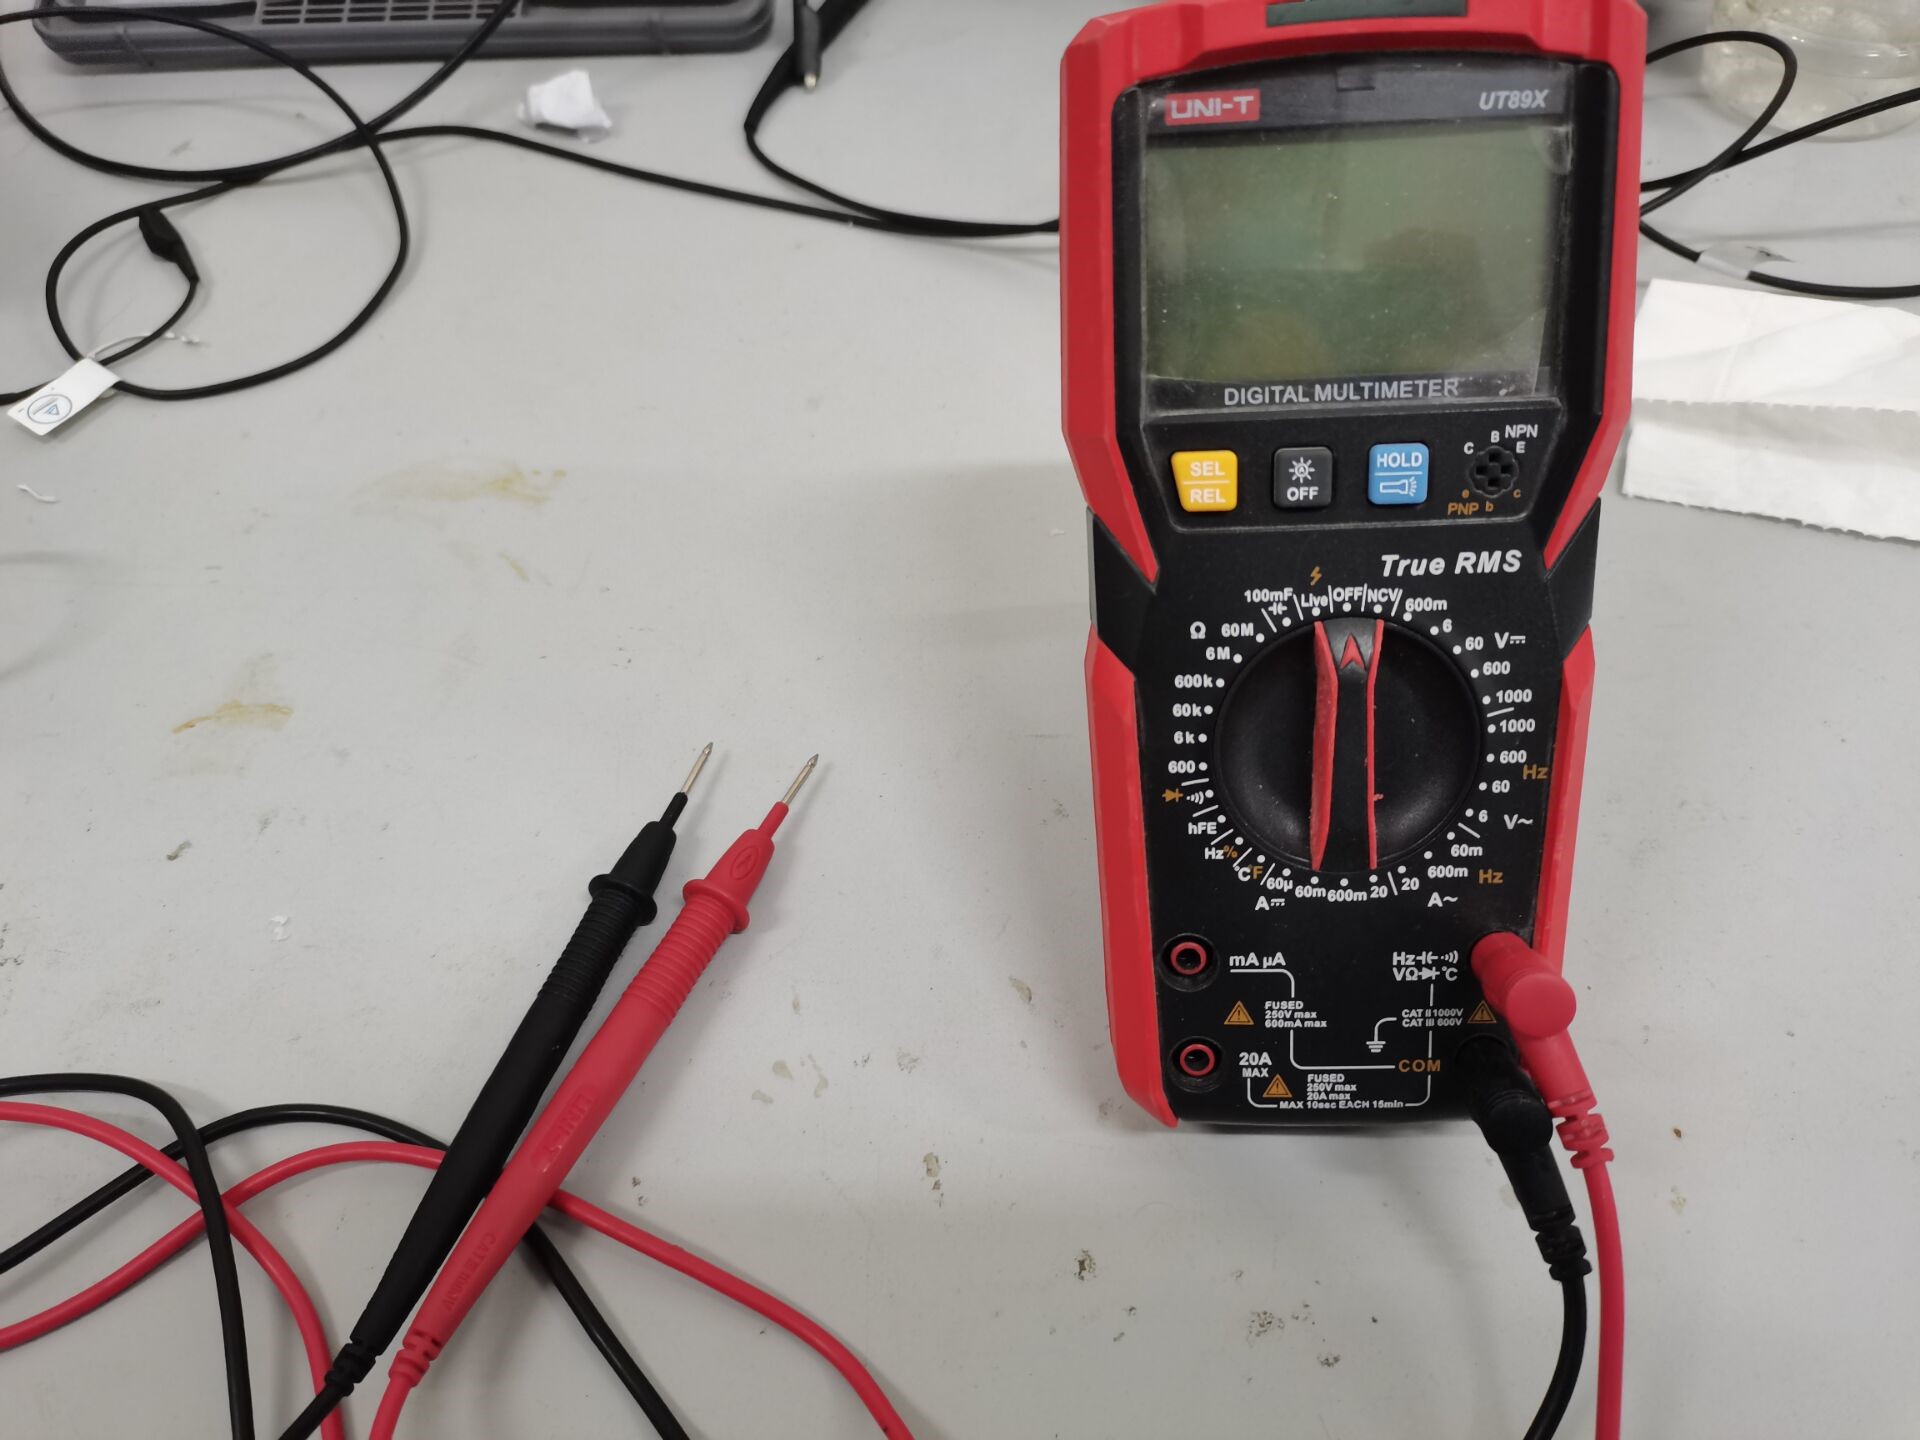 UNI-T
UT89X
DIGITAL MULTIMETER
SEL
REL
OFF
HOLD
B NPN
C E
e c
PNP b
True RMS
100mF
Live
OFF
NCV
600m
6
60 V
600
1000
1000
600 Hz
60
6 V~
60m
600m Hz
A~
20
20
600m
60m
60µ
A
°C °F
Hz%
hFE
600
6k
60k
600k
6M
Ω 60M
mA µA
FUSED
250V max
600mA max
Hz
VΩ °C
CAT II 1000V
CAT III 600V
COM
20A
MAX
FUSED
250V max
20A max
MAX 10sec EACH 15min